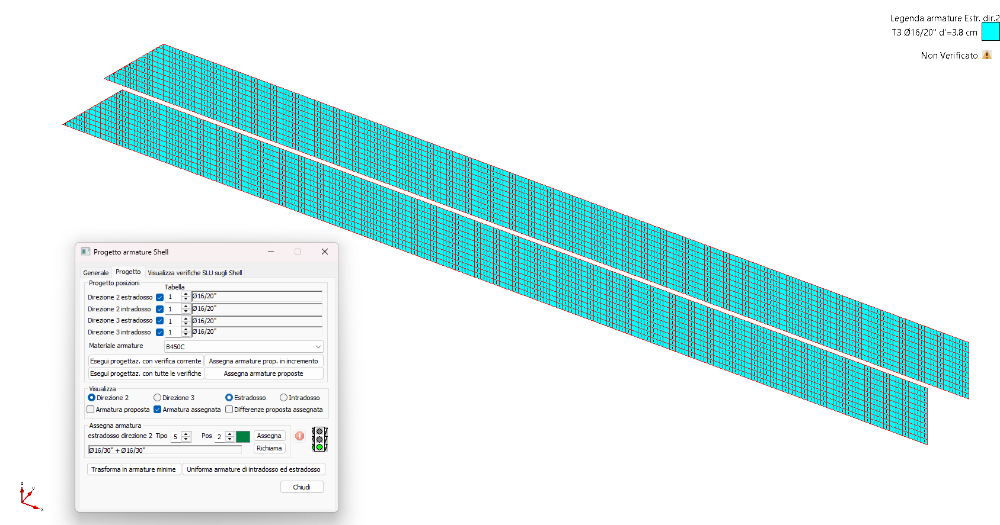 Legenda armature Estr. dir.2
T3 Ø16/20" d'=3.8 cm
Non Verificato
Progetto armature Shell
Generale Progetto Visualizza verifiche SLU sugli Shell
Progetto posizioni
Tabella
Direzione 2 estradosso 1 Ø16/20"
Direzione 2 intradosso 1 Ø16/20"
Direzione 3 estradosso 1 Ø16/20"
Direzione 3 intradosso 1 Ø16/20"
Materiale armature B450C
Esegui progettaz. con verifica corrente Assegna armature prop. in incremento
Esegui progettaz. con tutte le verifiche Assegna armature proposte
Visualizza
Direzione 2 Direzione 3 Estradosso Intradosso
Armatura proposta Armatura assegnata Differenze proposta assegnata
Assegna armatura
estradosso direzione 2 Tipo 5 Pos 2 Assegna
Richiama
Ø16/30" + Ø16/30"
Trasforma in armature minime Uniforma armature di intradosso ed estradosso
Chiudi
z
y
x